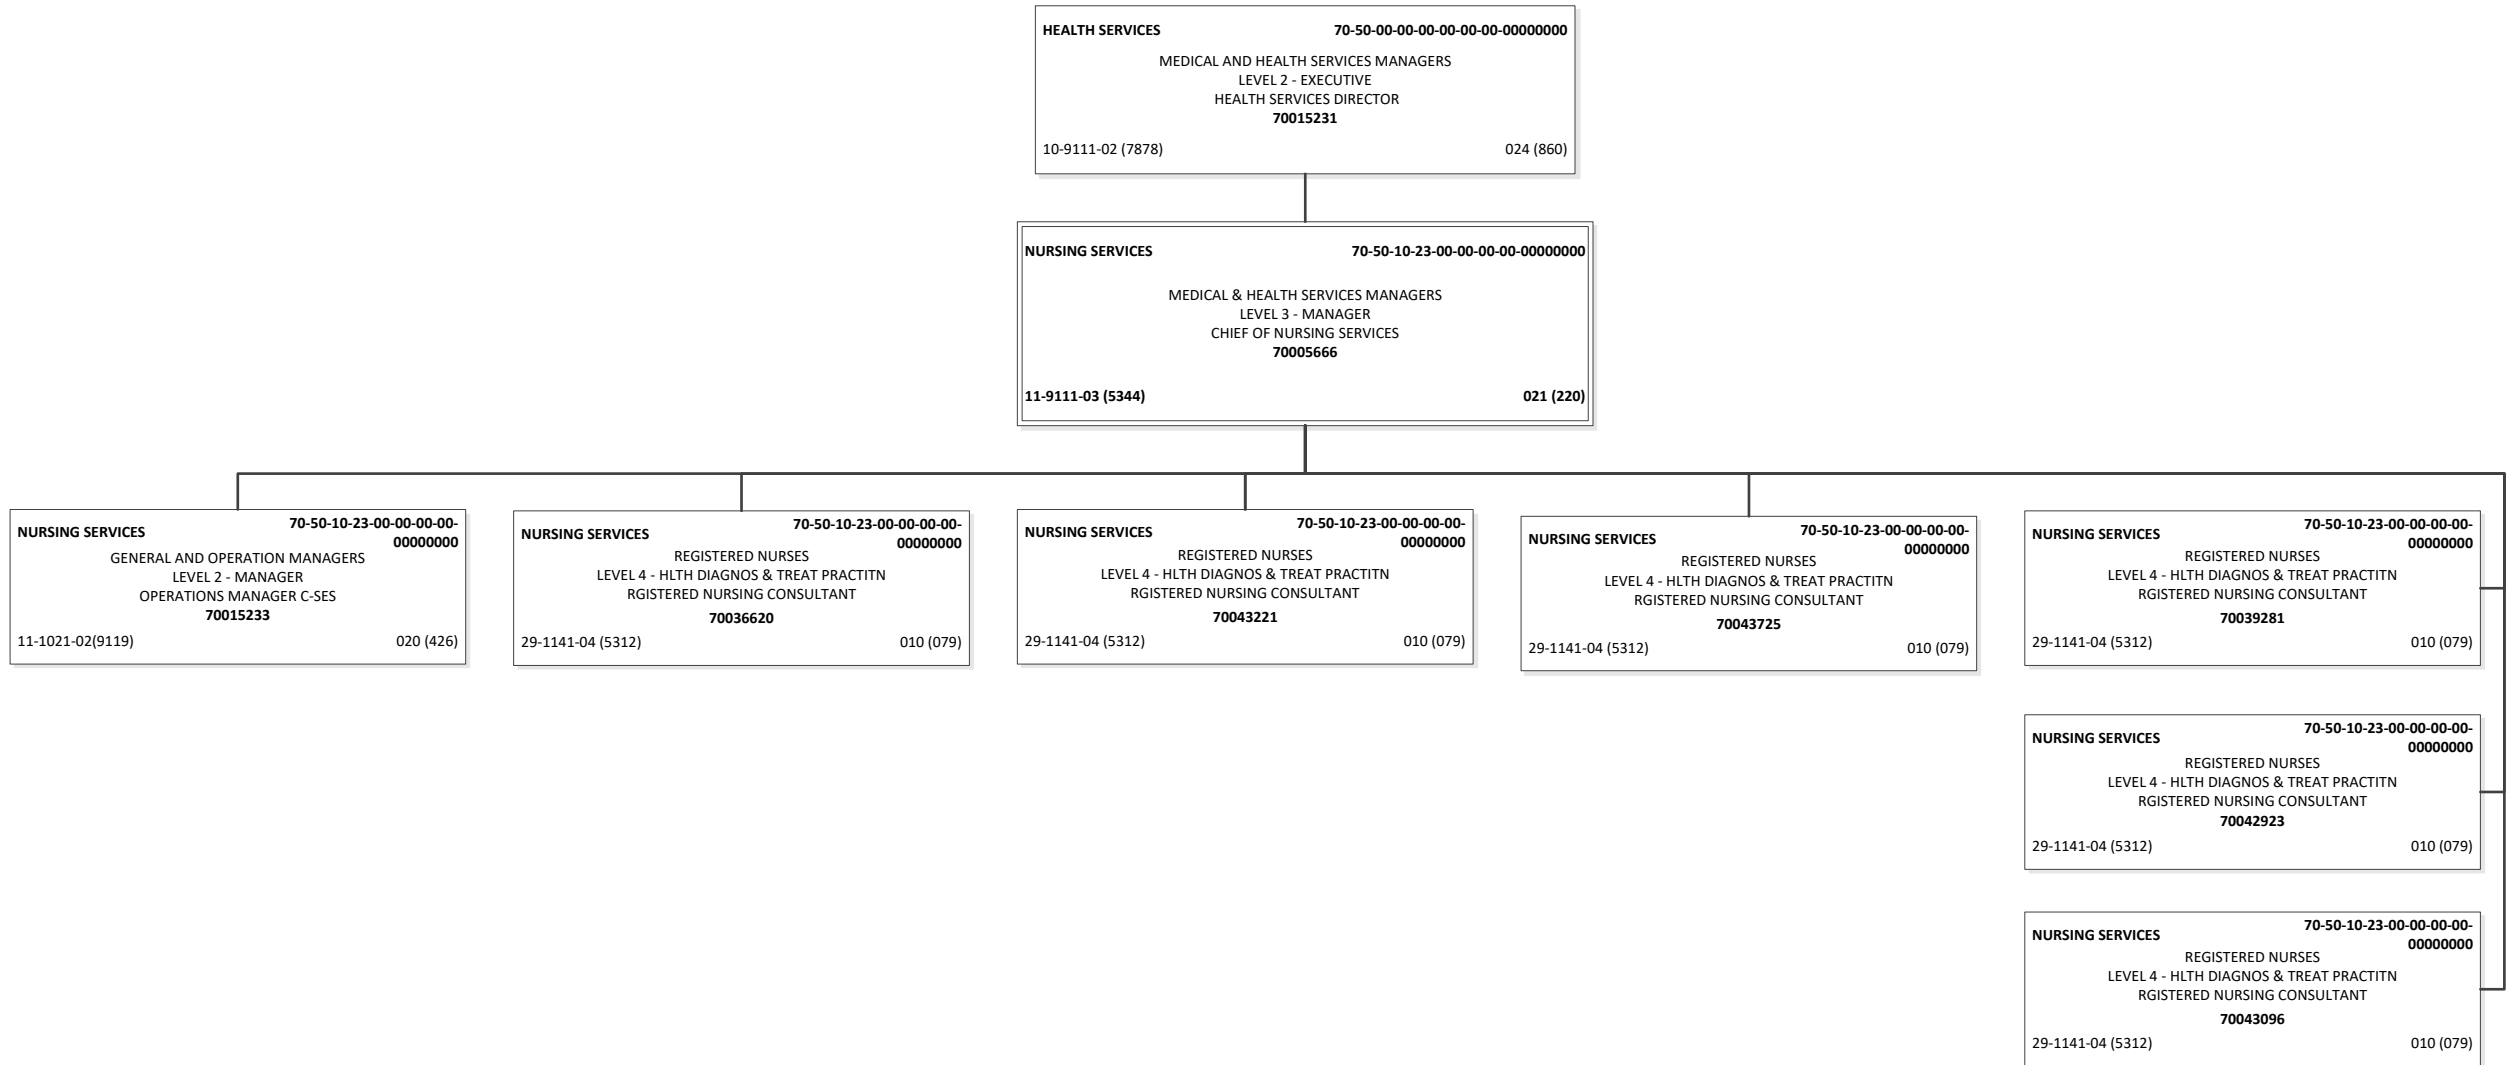 HEALTH SERVICES 70-50-00-00-00-00-00-00-00000000
MEDICAL AND HEALTH SERVICES MANAGERS
LEVEL 2 - EXECUTIVE
HEALTH SERVICES DIRECTOR
70015231
10-9111-02 (7878) 024 (860)
NURSING SERVICES 70-50-10-23-00-00-00-00-00000000
MEDICAL & HEALTH SERVICES MANAGERS
LEVEL 3 - MANAGER
CHIEF OF NURSING SERVICES
70005666
11-9111-03 (5344) 021 (220)
NURSING SERVICES 70-50-10-23-00-00-00-00-
00000000
GENERAL AND OPERATION MANAGERS
LEVEL 2 - MANAGER
OPERATIONS MANAGER C-SES
70015233
11-1021-02(9119) 020 (426)
NURSING SERVICES 70-50-10-23-00-00-00-00-
00000000
REGISTERED NURSES
LEVEL 4 - HLTH DIAGNOS & TREAT PRACTITN
RGISTERED NURSING CONSULTANT
70036620
29-1141-04 (5312) 010 (079)
NURSING SERVICES 70-50-10-23-00-00-00-00-
00000000
REGISTERED NURSES
LEVEL 4 - HLTH DIAGNOS & TREAT PRACTITN
RGISTERED NURSING CONSULTANT
70043221
29-1141-04 (5312) 010 (079)
NURSING SERVICES 70-50-10-23-00-00-00-00-
00000000
REGISTERED NURSES
LEVEL 4 - HLTH DIAGNOS & TREAT PRACTITN
RGISTERED NURSING CONSULTANT
70043725
29-1141-04 (5312) 010 (079)
NURSING SERVICES 70-50-10-23-00-00-00-00-
00000000
REGISTERED NURSES
LEVEL 4 - HLTH DIAGNOS & TREAT PRACTITN
RGISTERED NURSING CONSULTANT
70039281
29-1141-04 (5312) 010 (079)
NURSING SERVICES 70-50-10-23-00-00-00-00-
00000000
REGISTERED NURSES
LEVEL 4 - HLTH DIAGNOS & TREAT PRACTITN
RGISTERED NURSING CONSULTANT
70042923
29-1141-04 (5312) 010 (079)
NURSING SERVICES 70-50-10-23-00-00-00-00-
00000000
REGISTERED NURSES
LEVEL 4 - HLTH DIAGNOS & TREAT PRACTITN
RGISTERED NURSING CONSULTANT
70043096
29-1141-04 (5312) 010 (079)